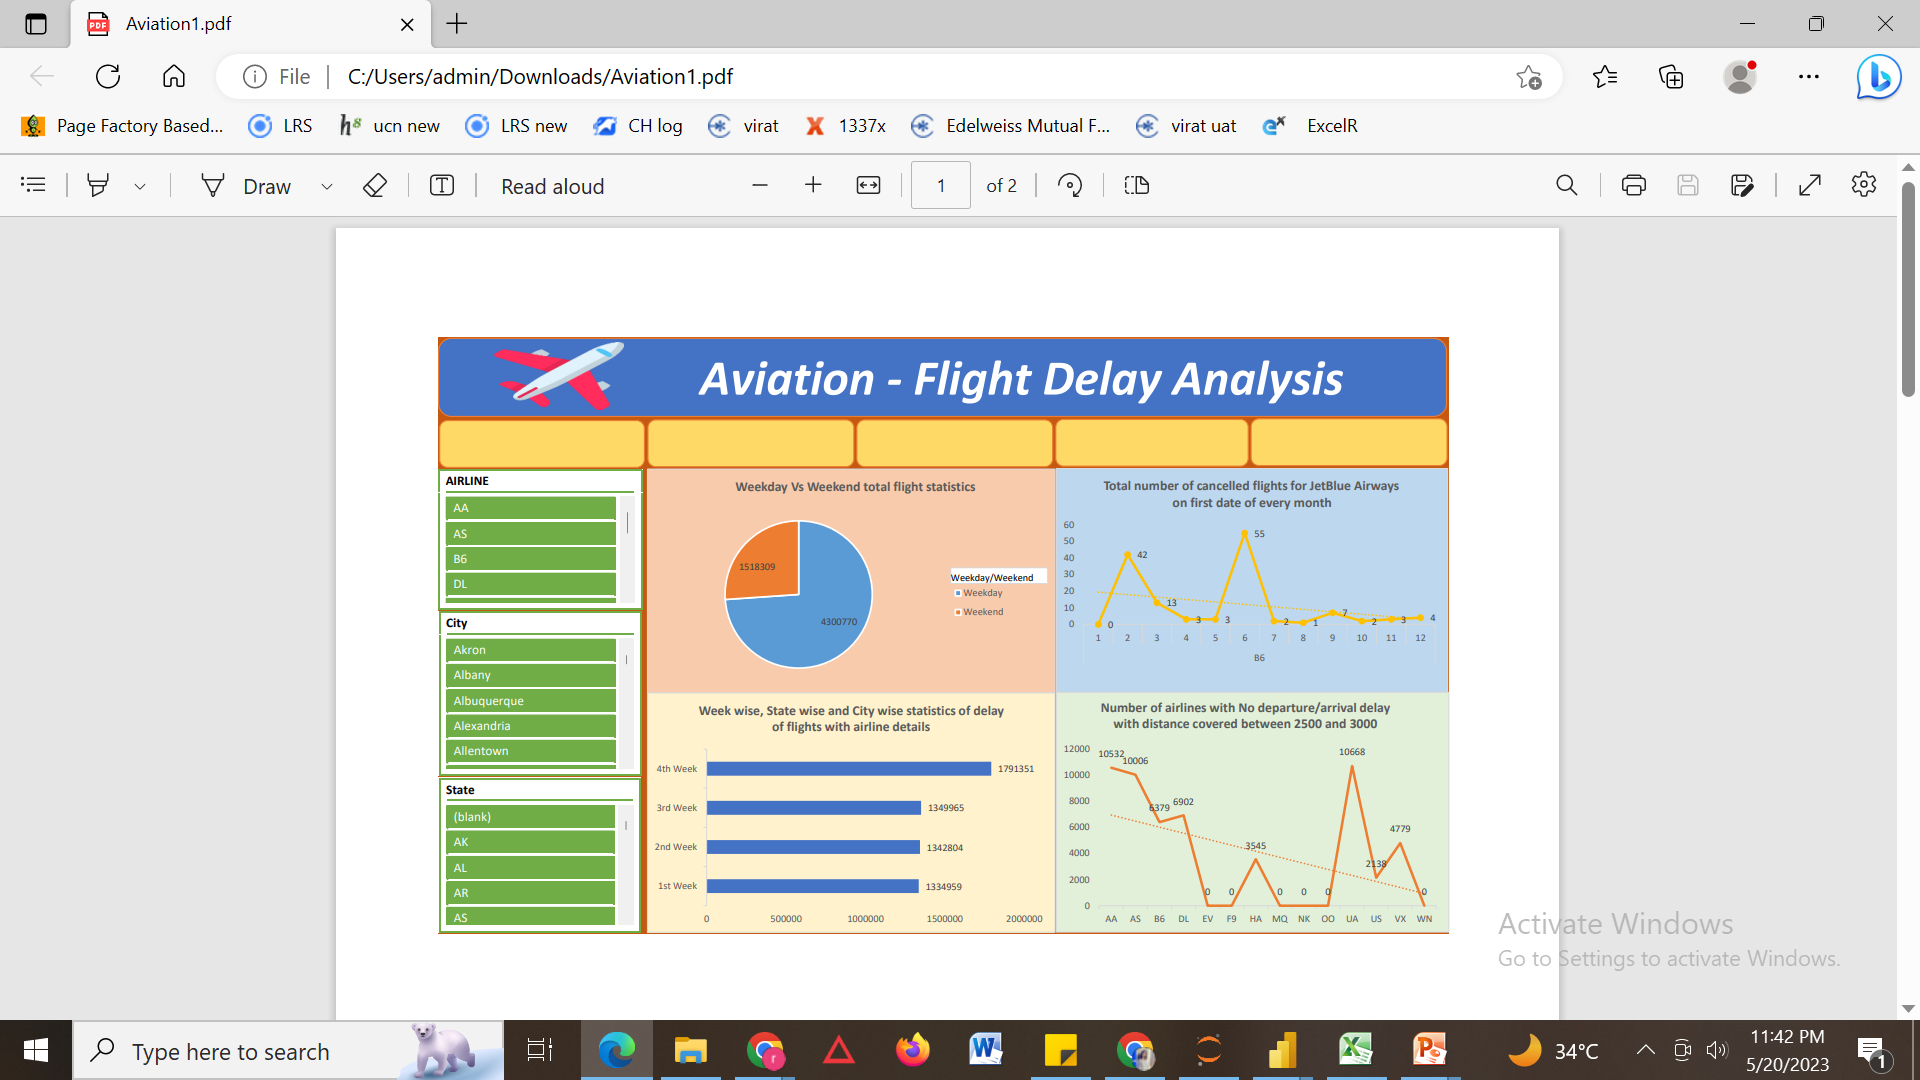 Aviation1.pdf
File
C:/Users/admin/Downloads/Aviation1.pdf
Page Factory Based...
LRS
ucn new
LRS new
CH log
virat
1337x
Edelweiss Mutual F...
virat uat
ExcelR
Draw
Read aloud
1
of 2
Aviation - Flight Delay Analysis
AIRLINE
AA
AS
B6
DL
City
Akron
Albany
Albuquerque
Alexandria
Allentown
State
(blank)
AK
AL
AR
AS
Weekday Vs Weekend total flight statistics
1518309
4300770
Weekday/Weekend
Weekday
Weekend
Total number of cancelled flights for JetBlue Airways
on first date of every month
60
50
40
30
20
10
0
0
42
13
3
3
55
2
1
7
2
3
4
1 2 3 4 5 6 7 8 9 10 11 12
B6
Week wise, State wise and City wise statistics of delay
of flights with airline details
4th Week 1791351
3rd Week 1349965
2nd Week 1342804
1st Week 1334959
0 500000 1000000 1500000 2000000
Number of airlines with No departure/arrival delay
with distance covered between 2500 and 3000
12000
10000
8000
6000
4000
2000
0
10532
10006
6379
6902
0
0
3545
0
0
0
10668
2138
4779
0
AA AS B6 DL EV F9 HA MQ NK OO UA US VX WN
Activate Windows
Go to Settings to activate Windows.
Type here to search
34°C
11:42 PM
5/20/2023
1